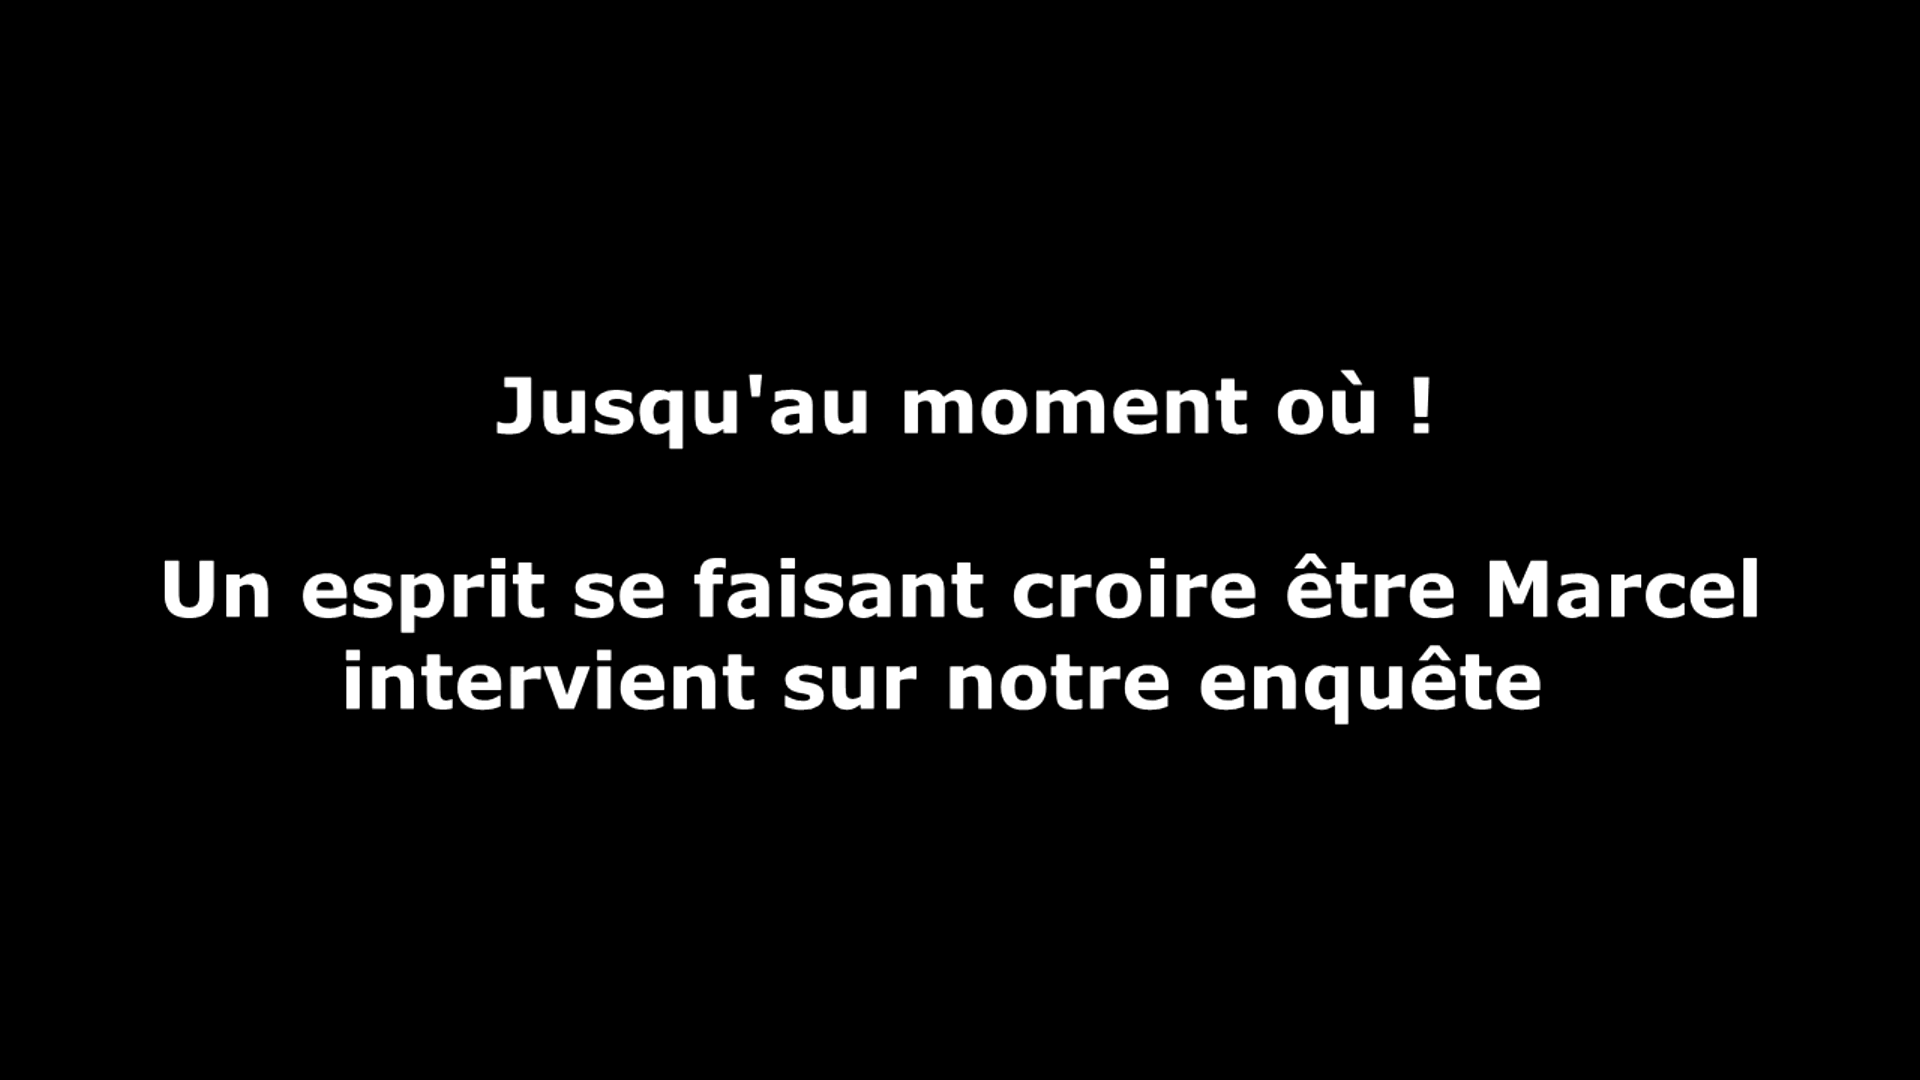 Jusqu'au moment où !
Un esprit se faisant croire être Marcel
intervient sur notre enquête